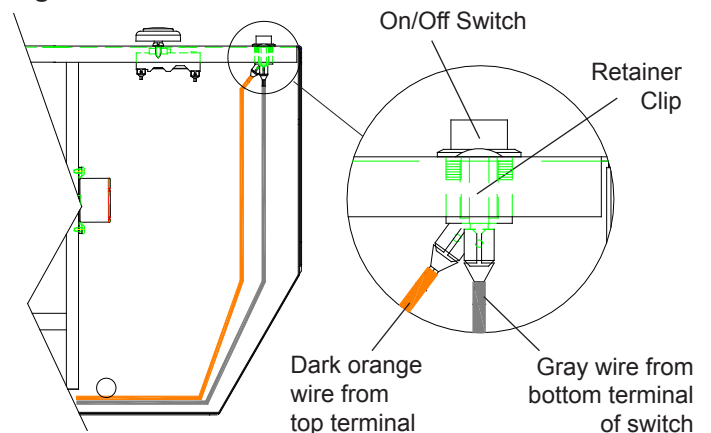 On/Off Switch
Retainer
Clip
Dark orange
wire from
top terminal
Gray wire from
bottom terminal
of switch